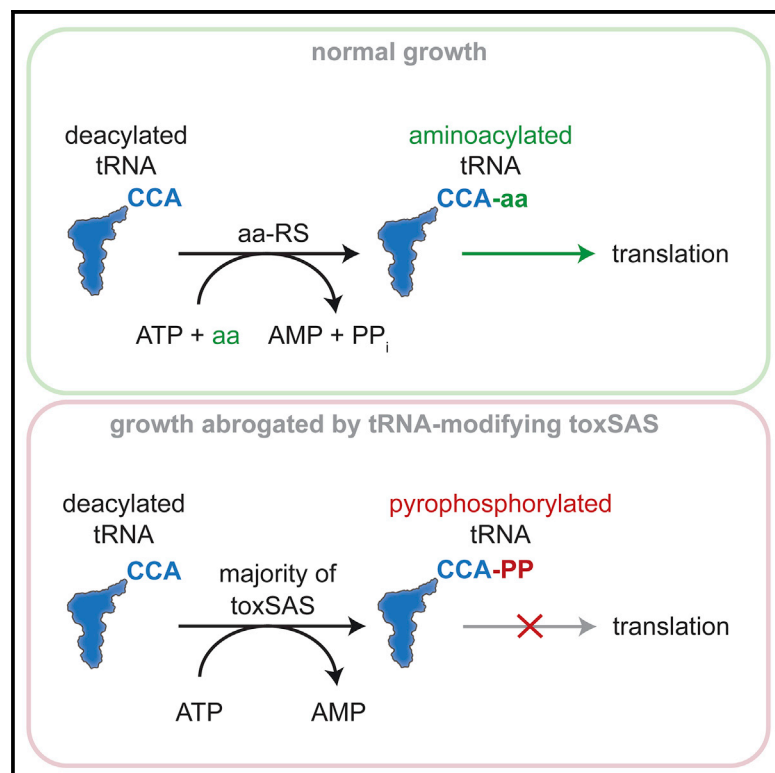 normal growth
deacylated
tRNA
CCA
aa-RS
ATP + aa
AMP + PPi
aminoacylated
tRNA
CCA-aa
translation
growth abrogated by tRNA-modifying toxSAS
deacylated
tRNA
CCA
majority of
toxSAS
ATP
AMP
pyrophosphorylated
tRNA
CCA-PP
translation